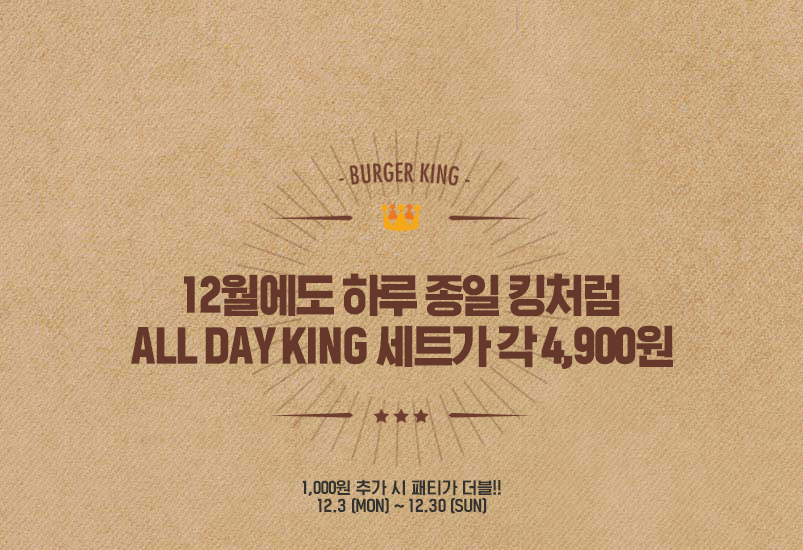 - BURGER KING -
12월에도 하루 종일 킹처럼
ALL DAY KING 세트가 각 4,900원
1,000원 추가 시 패티가 더블!!
12.3 (MON) ~ 12.30 (SUN)